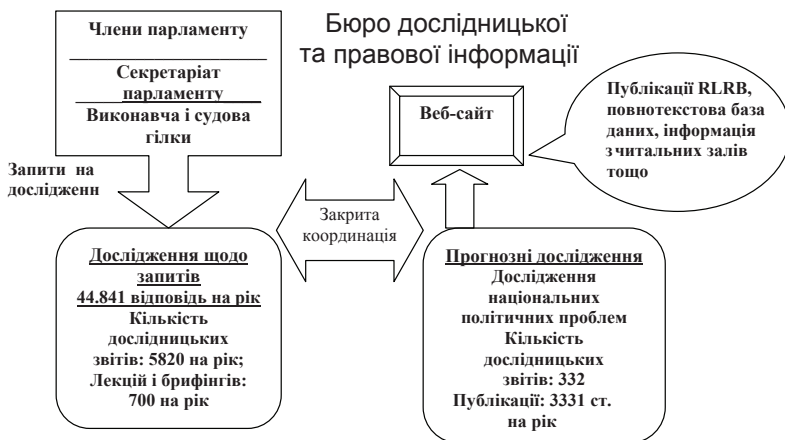 Бюро дослідницької
та правової інформації
Члени парламенту
Секретаріат
парламенту
Виконавча і судова
гілки
Веб-сайт
Публікації RLRB,
повнотекстова база
даних, інформація
з читальних залів
тощо
Запити на
дослідженн
Закрита
координація
Дослідження щодо
запитів
44.841 відповідь на рік
Кількість
дослідницьких
звітів: 5820 на рік;
Лекцій і брифінгів:
700 на рік
Прогнозні дослідження
Дослідження
національних
політичних проблем
Кількість
дослідницьких
звітів: 332
Публікації: 3331 ст.
на рік